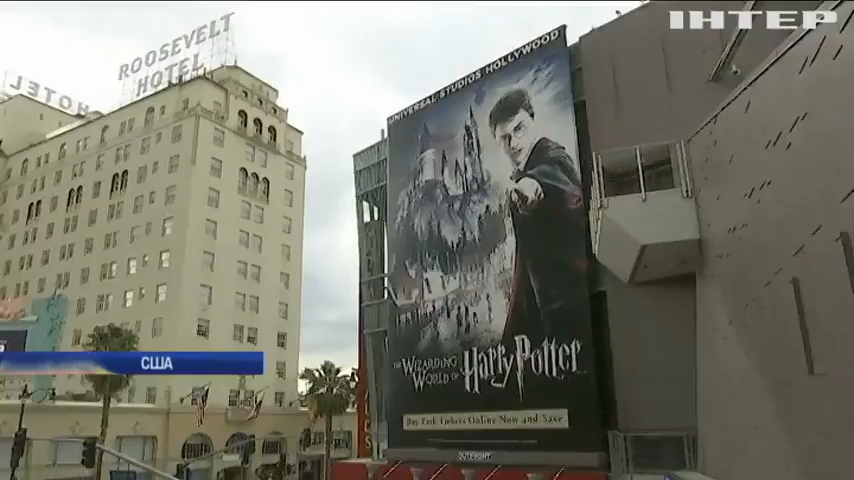 ІНТЕР
ROOSEVELT
HOTEL
HOTEL
UNIVERSAL STUDIOS HOLLYWOOD
THE WIZARDING
WORLD OF Harry Potter
Buy Park Tickets Online Now and Save
США
OUTFRONT